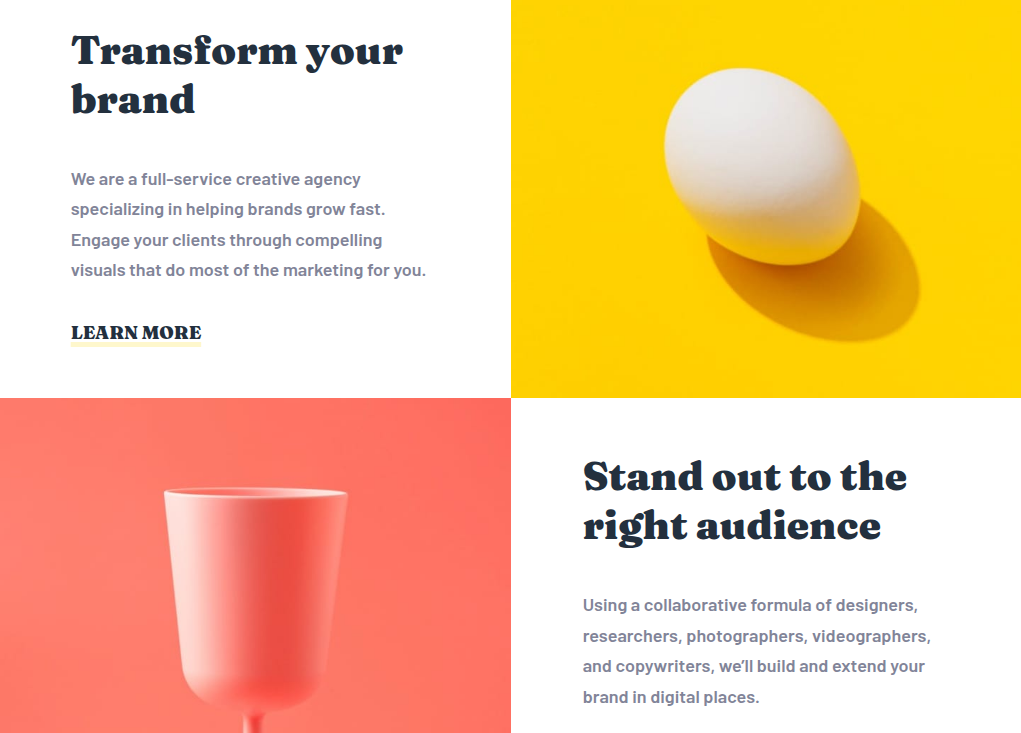 Transform your
brand
We are a full-service creative agency
specializing in helping brands grow fast.
Engage your clients through compelling
visuals that do most of the marketing for you.
LEARN MORE
Stand out to the
right audience
Using a collaborative formula of designers,
researchers, photographers, videographers,
and copywriters, we’ll build and extend your
brand in digital places.